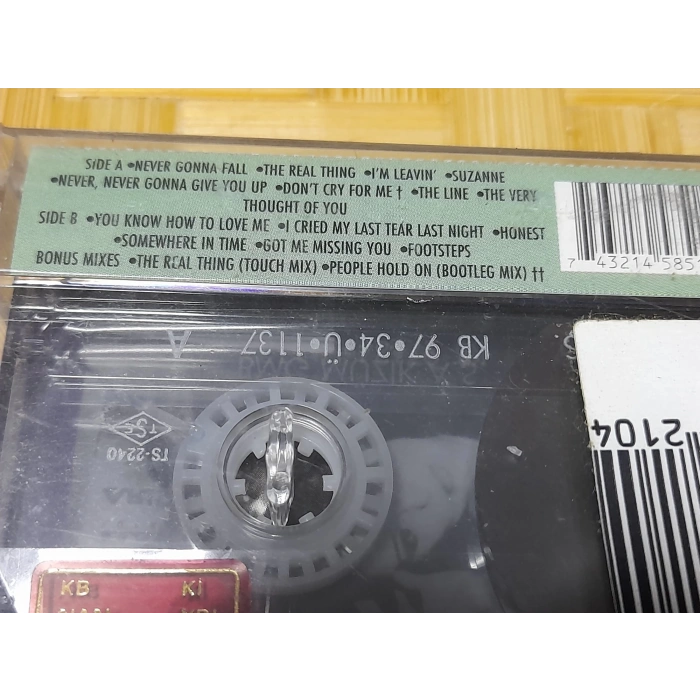 SIDE A •NEVER GONNA FALL •THE REAL THING •I'M LEAVIN' •SUZANNE
•NEVER, NEVER GONNA GIVE YOU UP •DON'T CRY FOR ME † •THE LINE •THE VERY
THOUGHT OF YOU
SIDE B •YOU KNOW HOW TO LOVE ME •I CRIED MY LAST TEAR LAST NIGHT •HONEST
•SOMEWHERE IN TIME •GOT ME MISSING YOU •FOOTSTEPS
BONUS MIXES •THE REAL THING (TOUCH MIX) •PEOPLE HOLD ON (BOOTLEG MIX) ††
7 43214 5851
KB 97•34•Ü•1137 A
TSE
TS-2240
2104
KB KI